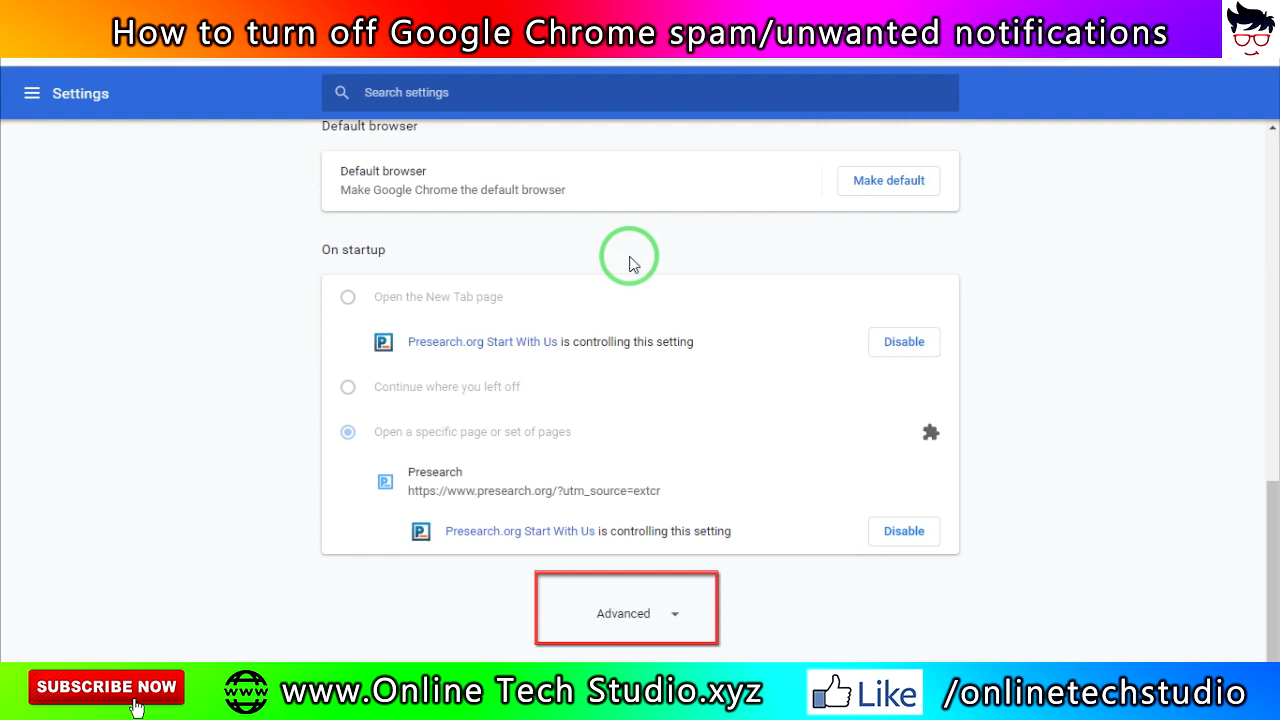 How to turn off Google Chrome spam/unwanted notifications
Settings
Search settings
Default browser
Default browser
Make Google Chrome the default browser
Make default
On startup
Open the New Tab page
Presearch.org Start With Us is controlling this setting
Disable
Continue where you left off
Open a specific page or set of pages
Presearch
https://www.presearch.org/?utm_source=extcr
Presearch.org Start With Us is controlling this setting
Disable
Advanced
SUBSCRIBE NOW
www.Online Tech Studio.xyz
Like
/onlinetechstudio